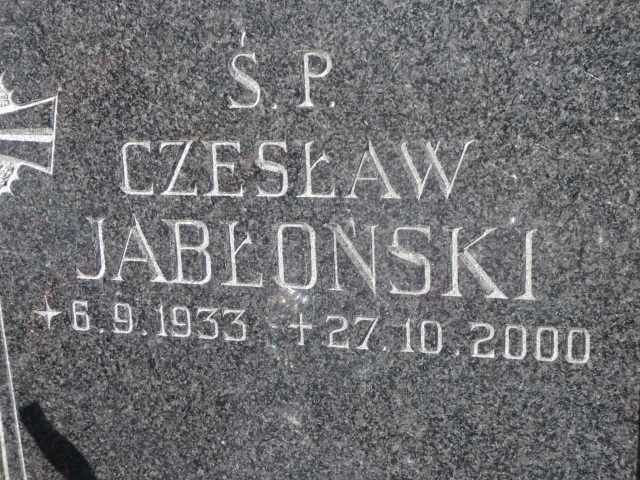 Ś.P.
CZESŁAW
JABŁOŃSKI
*6.9.1933 +27.10.2000